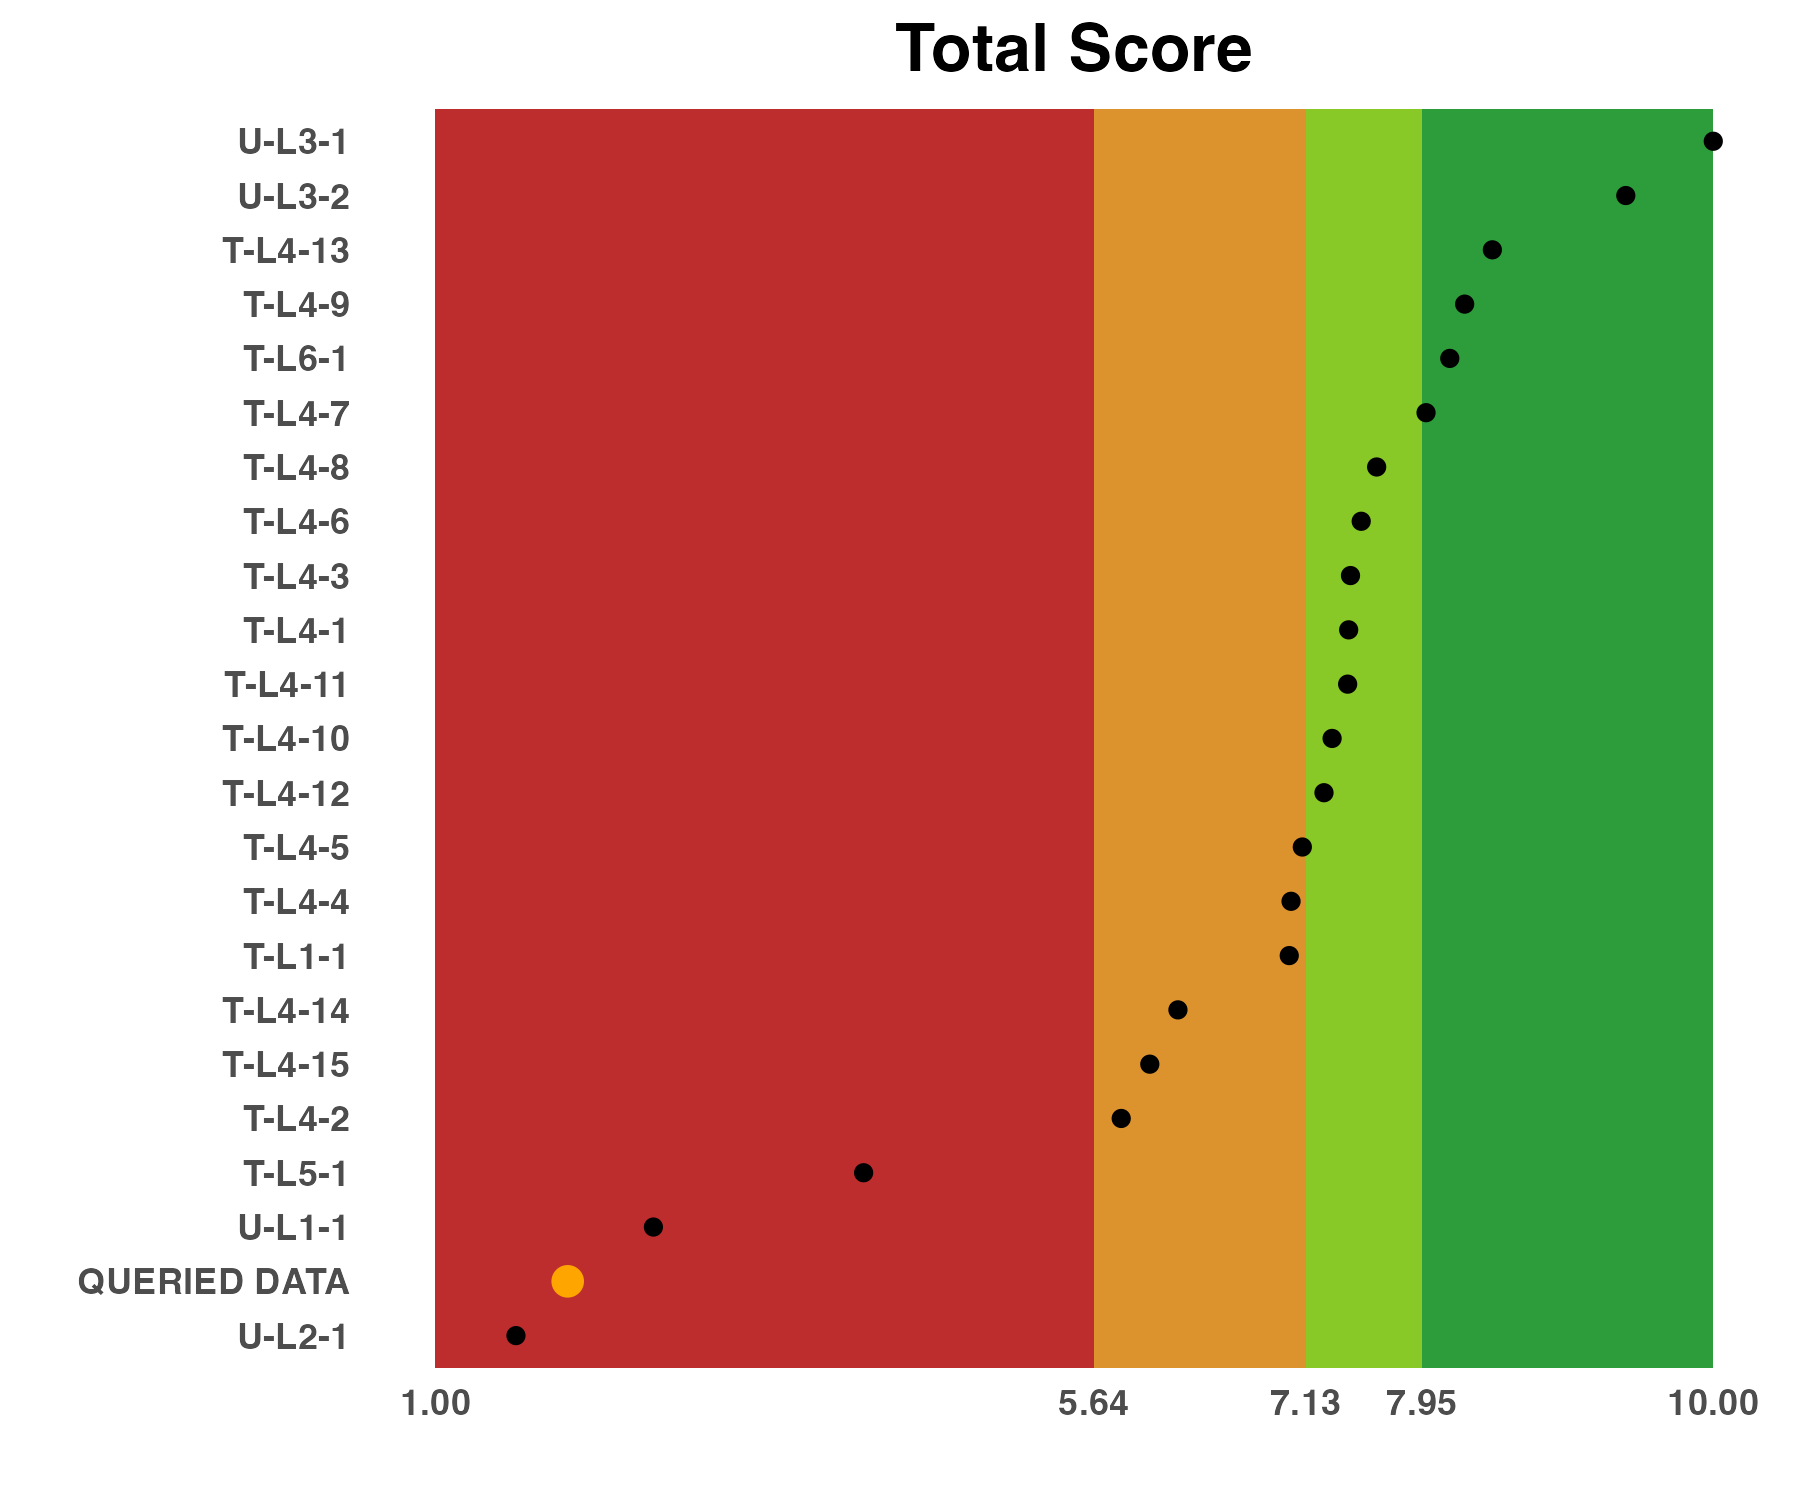 Total Score
U-L3-1
U-L3-2
T-L4-13
T-L4-9
T-L6-1
T-L4-7
T-L4-8
T-L4-6
T-L4-3
T-L4-1
T-L4-11
T-L4-10
T-L4-12
T-L4-5
T-L4-4
T-L1-1
T-L4-14
T-L4-15
T-L4-2
T-L5-1
U-L1-1
QUERIED DATA
U-L2-1
1.00 5.64 7.13 7.95 10.00